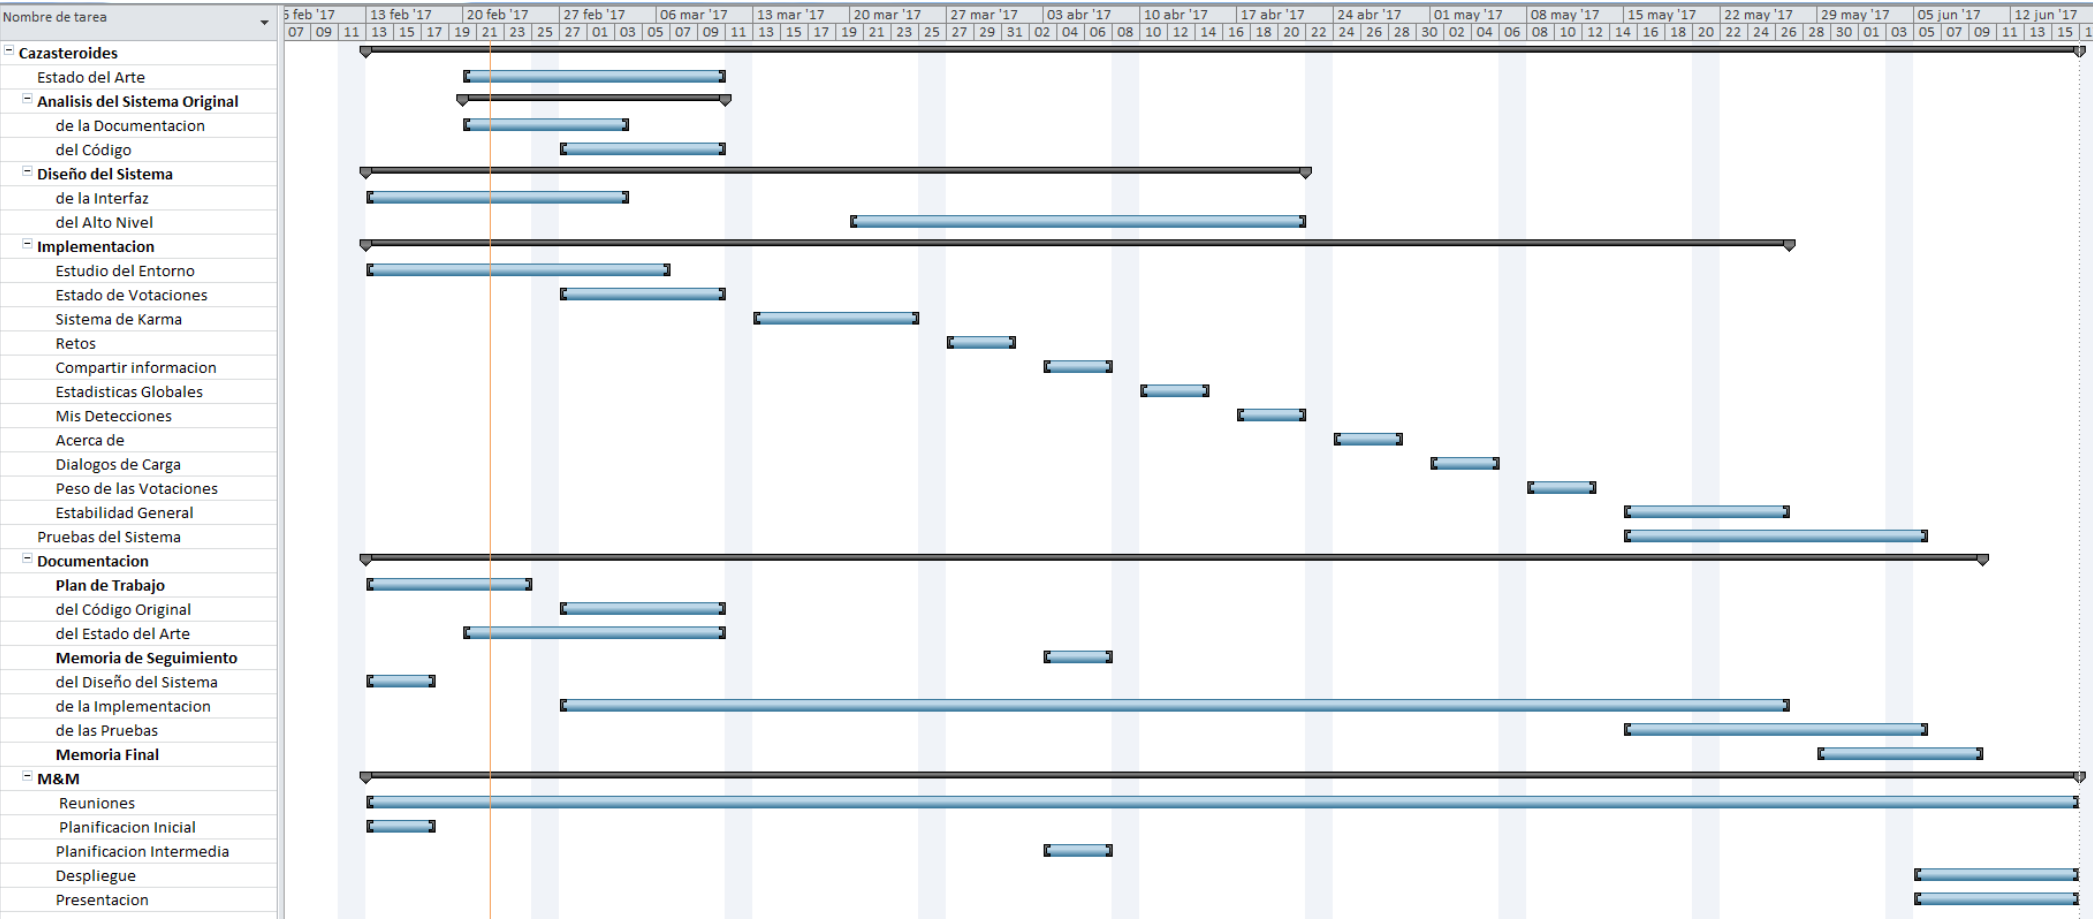 Nombre de tarea
5 feb '17 13 feb '17 20 feb '17 27 feb '17 06 mar '17 13 mar '17 20 mar '17 27 mar '17 03 abr '17 10 abr '17 17 abr '17 24 abr '17 01 may '17 08 may '17 15 may '17 22 may '17 29 may '17 05 jun '17 12 jun '17
07 09 11 13 15 17 19 21 23 25 27 01 03 05 07 09 11 13 15 17 19 21 23 25 27 29 31 02 04 06 08 10 12 14 16 18 20 22 24 26 28 30 02 04 06 08 10 12 14 16 18 20 22 24 26 28 30 01 03 05 07 09 11 13 15 1
Cazasteroides
Estado del Arte
Analisis del Sistema Original
de la Documentacion
del Código
Diseño del Sistema
de la Interfaz
del Alto Nivel
Implementacion
Estudio del Entorno
Estado de Votaciones
Sistema de Karma
Retos
Compartir informacion
Estadisticas Globales
Mis Detecciones
Acerca de
Dialogos de Carga
Peso de las Votaciones
Estabilidad General
Pruebas del Sistema
Documentacion
Plan de Trabajo
del Código Original
del Estado del Arte
Memoria de Seguimiento
del Diseño del Sistema
de la Implementacion
de las Pruebas
Memoria Final
M&M
Reuniones
Planificacion Inicial
Planificacion Intermedia
Despliegue
Presentacion